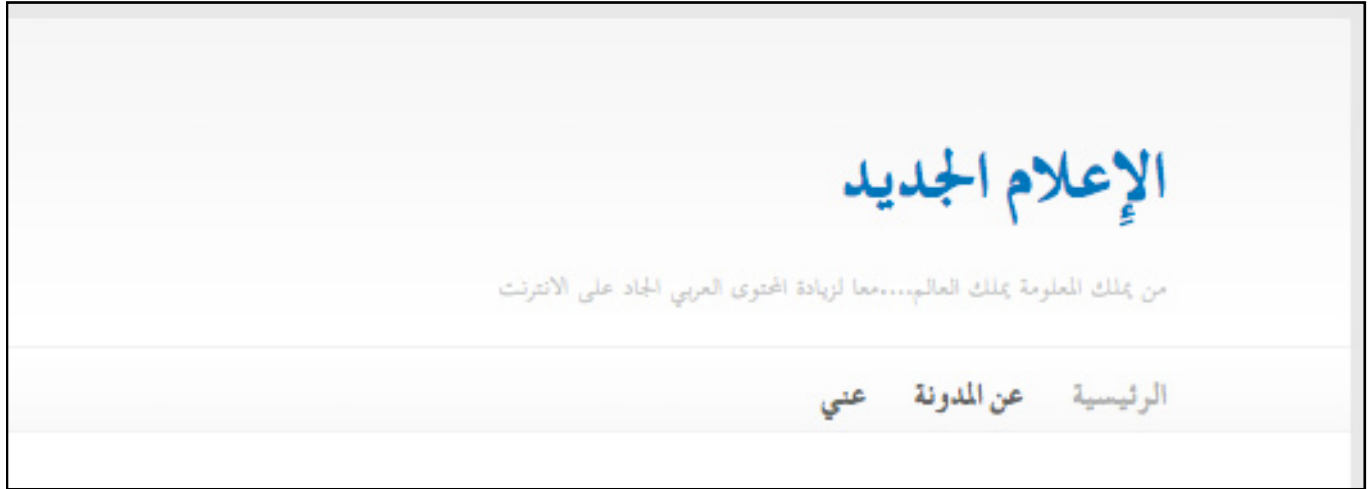 الإعلام الجديد
من يملك المعلومة يملك العالم....معا لزيادة المحتوى العربي الجاد على الانترنت
الرئيسية عن المدونة عني